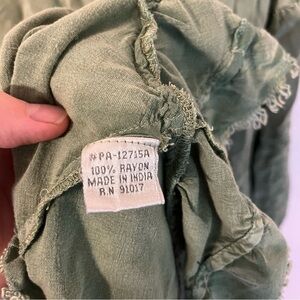 #PA-12715A
100% RAYON
MADE IN INDIA
R.N 91017